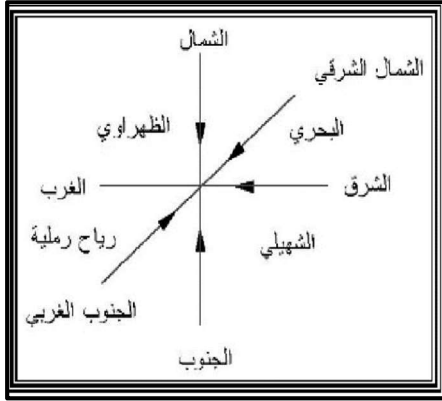 الشمال
الشمال الشرقي
الظهراوي
البحري
الغرب
الشرق
رياح رملية
الشهيلي
الجنوب الغربي
الجنوب